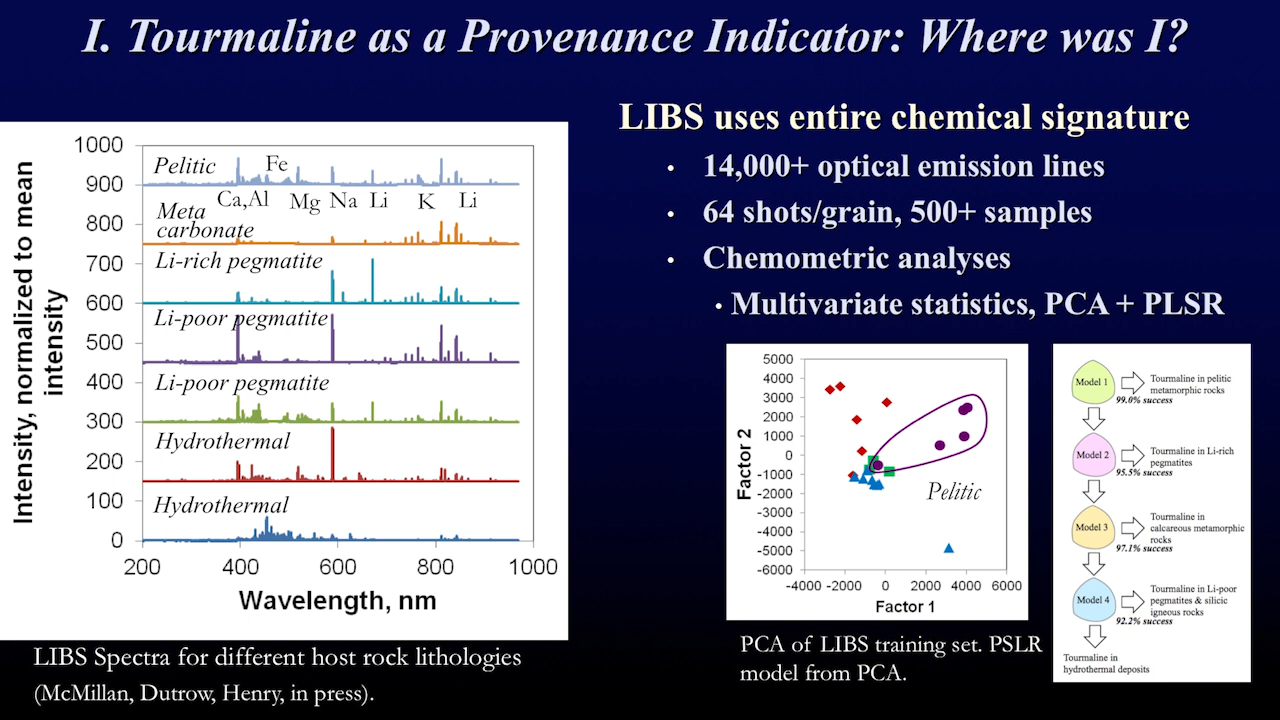 I. Tourmaline as a Provenance Indicator: Where was I?
LIBS uses entire chemical signature
• 14,000+ optical emission lines
• 64 shots/grain, 500+ samples
• Chemometric analyses
• Multivariate statistics, PCA + PLSR
Intensity, normalized to mean
intensity
1000
900
800
700
600
500
400
300
200
100
0
Pelitic
Fe
Ca,Al
Mg
Na
Li
K
Li
Meta
carbonate
Li-rich pegmatite
Li-poor pegmatite
Li-poor pegmatite
Hydrothermal
Hydrothermal
200
400
600
800
1000
Wavelength, nm
LIBS Spectra for different host rock lithologies
(McMillan, Dutrow, Henry, in press).
Factor 2
5000
4000
3000
2000
1000
0
-1000
-2000
-3000
-4000
-5000
-6000
Pelitic
-4000 -2000 0 2000 4000 6000
Factor 1
PCA of LIBS training set. PSLR
model from PCA.
Model 1
Tourmaline in pelitic
metamorphic rocks
99.0% success
Model 2
Tourmaline in Li-rich
pegmatites
95.5% success
Model 3
Tourmaline in
calcareous metamorphic
rocks
97.1% success
Model 4
Tourmaline in Li-poor
pegmatites & silicic
igneous rocks
92.2% success
Tourmaline in
hydrothermal deposits